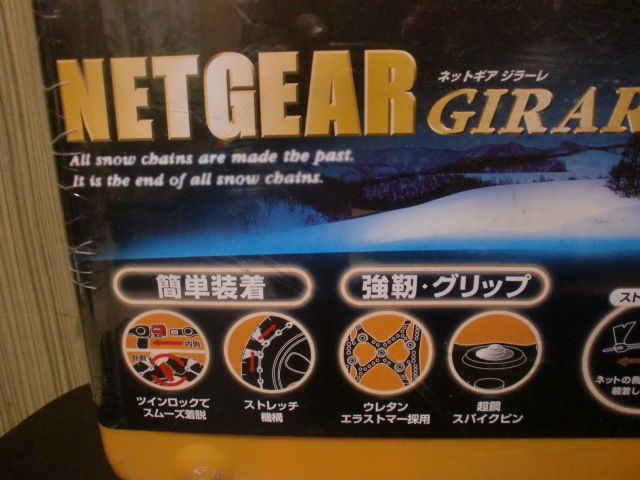 NETGEAR
ネットギア ジラーレ
GIRAR
All snow chains are made the past.
It is the end of all snow chains.
簡単装着
強靭・グリップ
内側
外側
ツインロックで
スムーズ着脱
ストレッチ
機構
ウレタン
エラストマー採用
超鋼
スパイクピン
スト
ネットの側
装着し